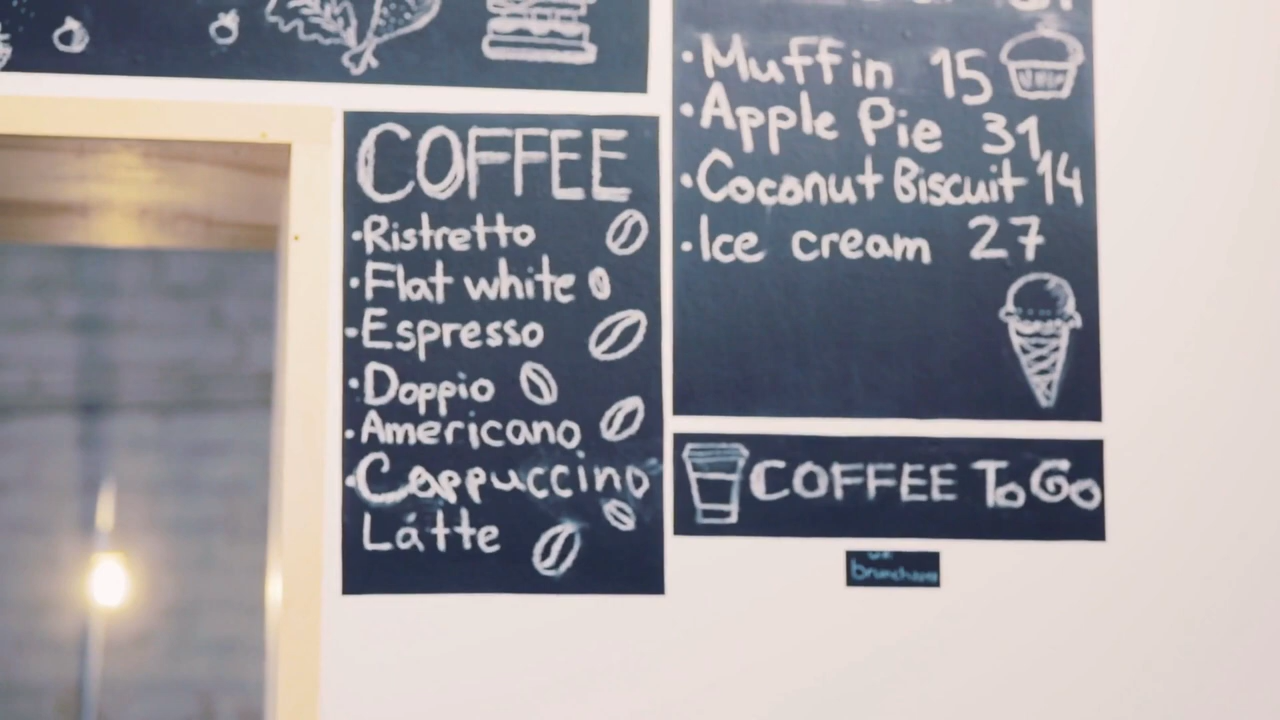 COFFEE
Ristretto
Flat white
Espresso
Doppio
Americano
Cappuccino
Latte
Muffin 15
Apple Pie 31
Coconut Biscuit 14
Ice cream 27
COFFEE To Go